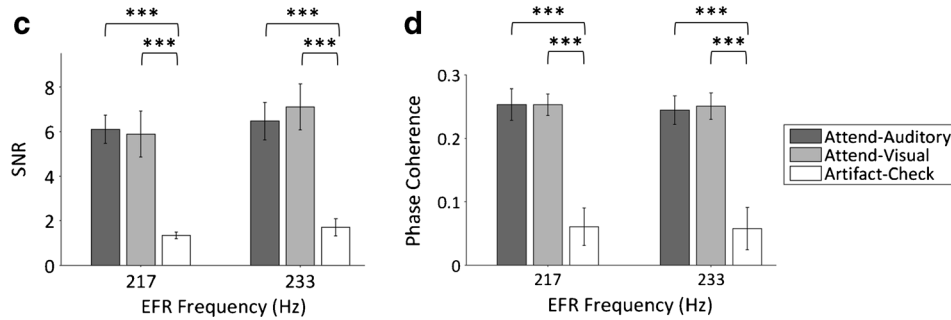 c
*** ***
*** ***
8
6
4
2
0
SNR
217 233
EFR Frequency (Hz)
d
*** ***
*** ***
0.3
0.2
0.1
0
Phase Coherence
217 233
EFR Frequency (Hz)
Attend-Auditory
Attend-Visual
Artifact-Check